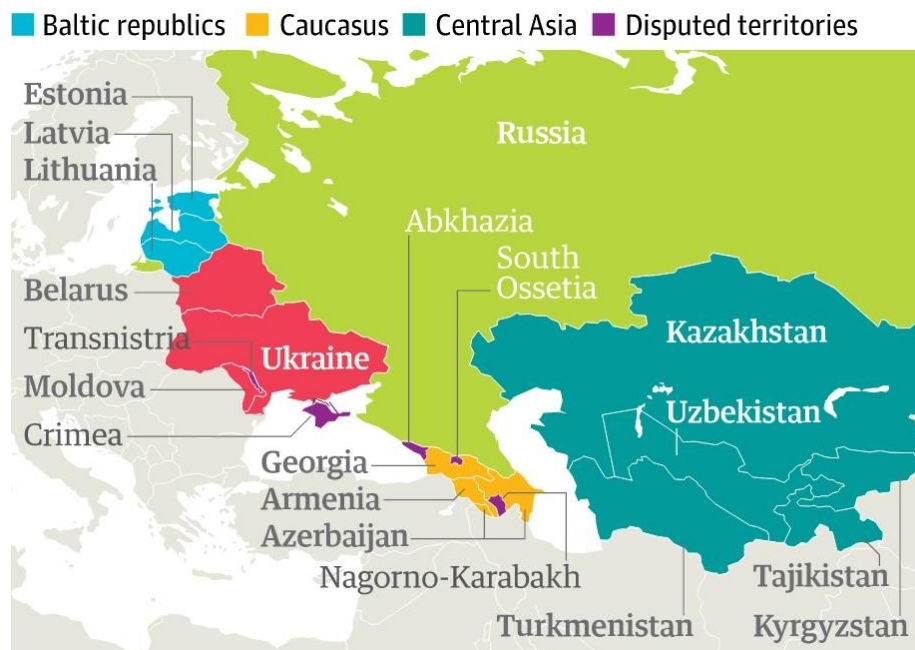 Baltic republics Caucasus Central Asia Disputed territories
Estonia
Latvia
Lithuania
Russia
Abkhazia
South
Ossetia
Belarus
Transnistria
Ukraine
Moldova
Crimea
Kazakhstan
Uzbekistan
Georgia
Armenia
Azerbaijan
Nagorno-Karabakh
Turkmenistan
Tajikistan
Kyrgyzstan